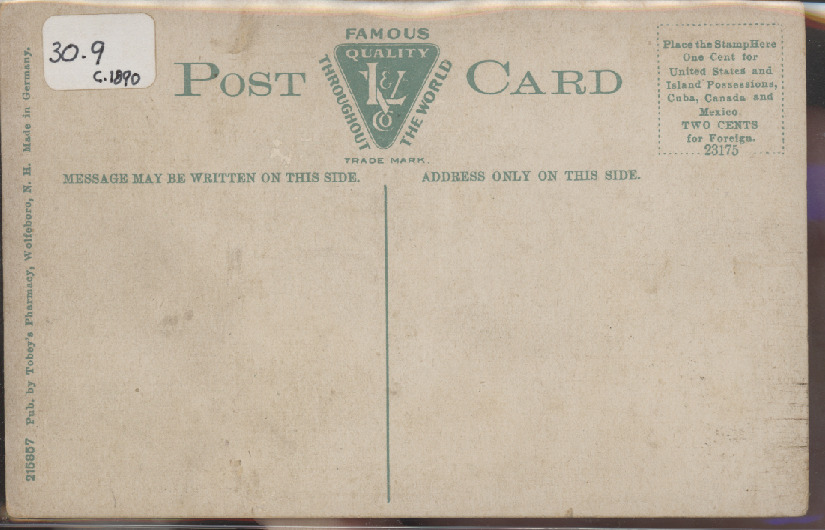 30.9
c.1890
POST CARD
FAMOUS
QUALITY
THROUGHOUT
THE WORLD
K & L
Co
TRADE MARK.
Place the Stamp Here
One Cent for
United States and
Island Possessions,
Cuba, Canada and
Mexico
TWO CENTS
for Foreign.
23175
MESSAGE MAY BE WRITTEN ON THIS SIDE.
ADDRESS ONLY ON THIS SIDE.
215857 Pub. by Tobey's Pharmacy, Wolfeboro, N. H. Made in Germany.